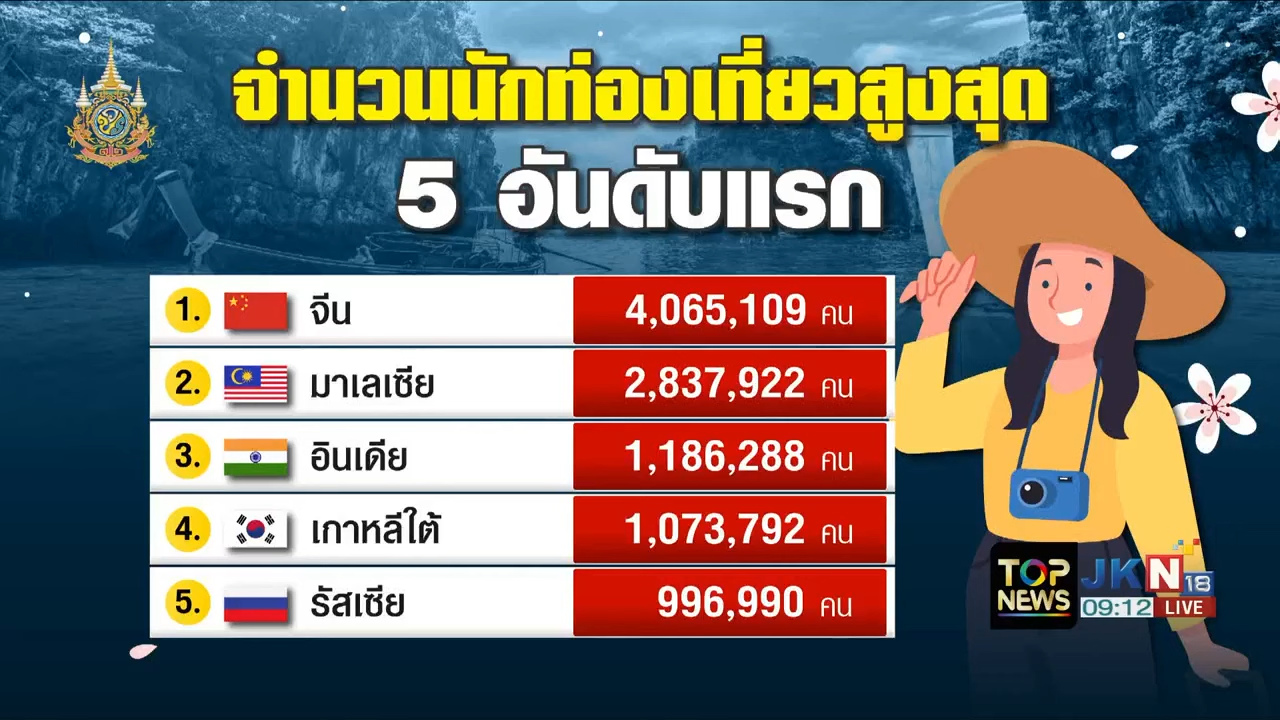 จำนวนนักท่องเที่ยวสูงสุด
5 อันดับแรก
1. จีน 4,065,109 คน
2. มาเลเซีย 2,837,922 คน
3. อินเดีย 1,186,288 คน
4. เกาหลีใต้ 1,073,792 คน
5. รัสเซีย 996,990 คน
TOP NEWS
JKN18
09:12 LIVE